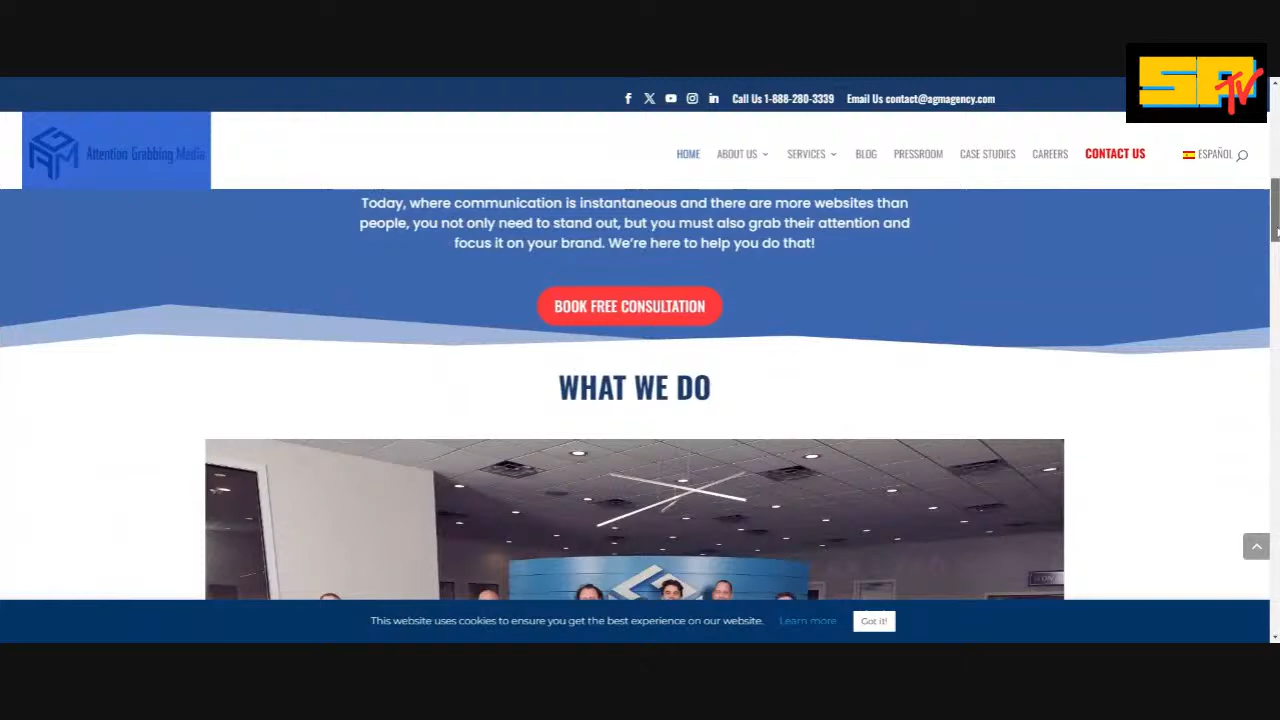 SPTV
Call Us 1-888-280-3339 Email Us contact@agmagency.com
AGM Attention Grabbing Media
HOME ABOUT US SERVICES BLOG PRESSROOM CASE STUDIES CAREERS CONTACT US ESPAÑOL
Today, where communication is instantaneous and there are more websites than
people, you not only need to stand out, but you must also grab their attention and
focus it on your brand. We’re here to help you do that!
BOOK FREE CONSULTATION
WHAT WE DO
This website uses cookies to ensure you get the best experience on our website. Learn more Got it!